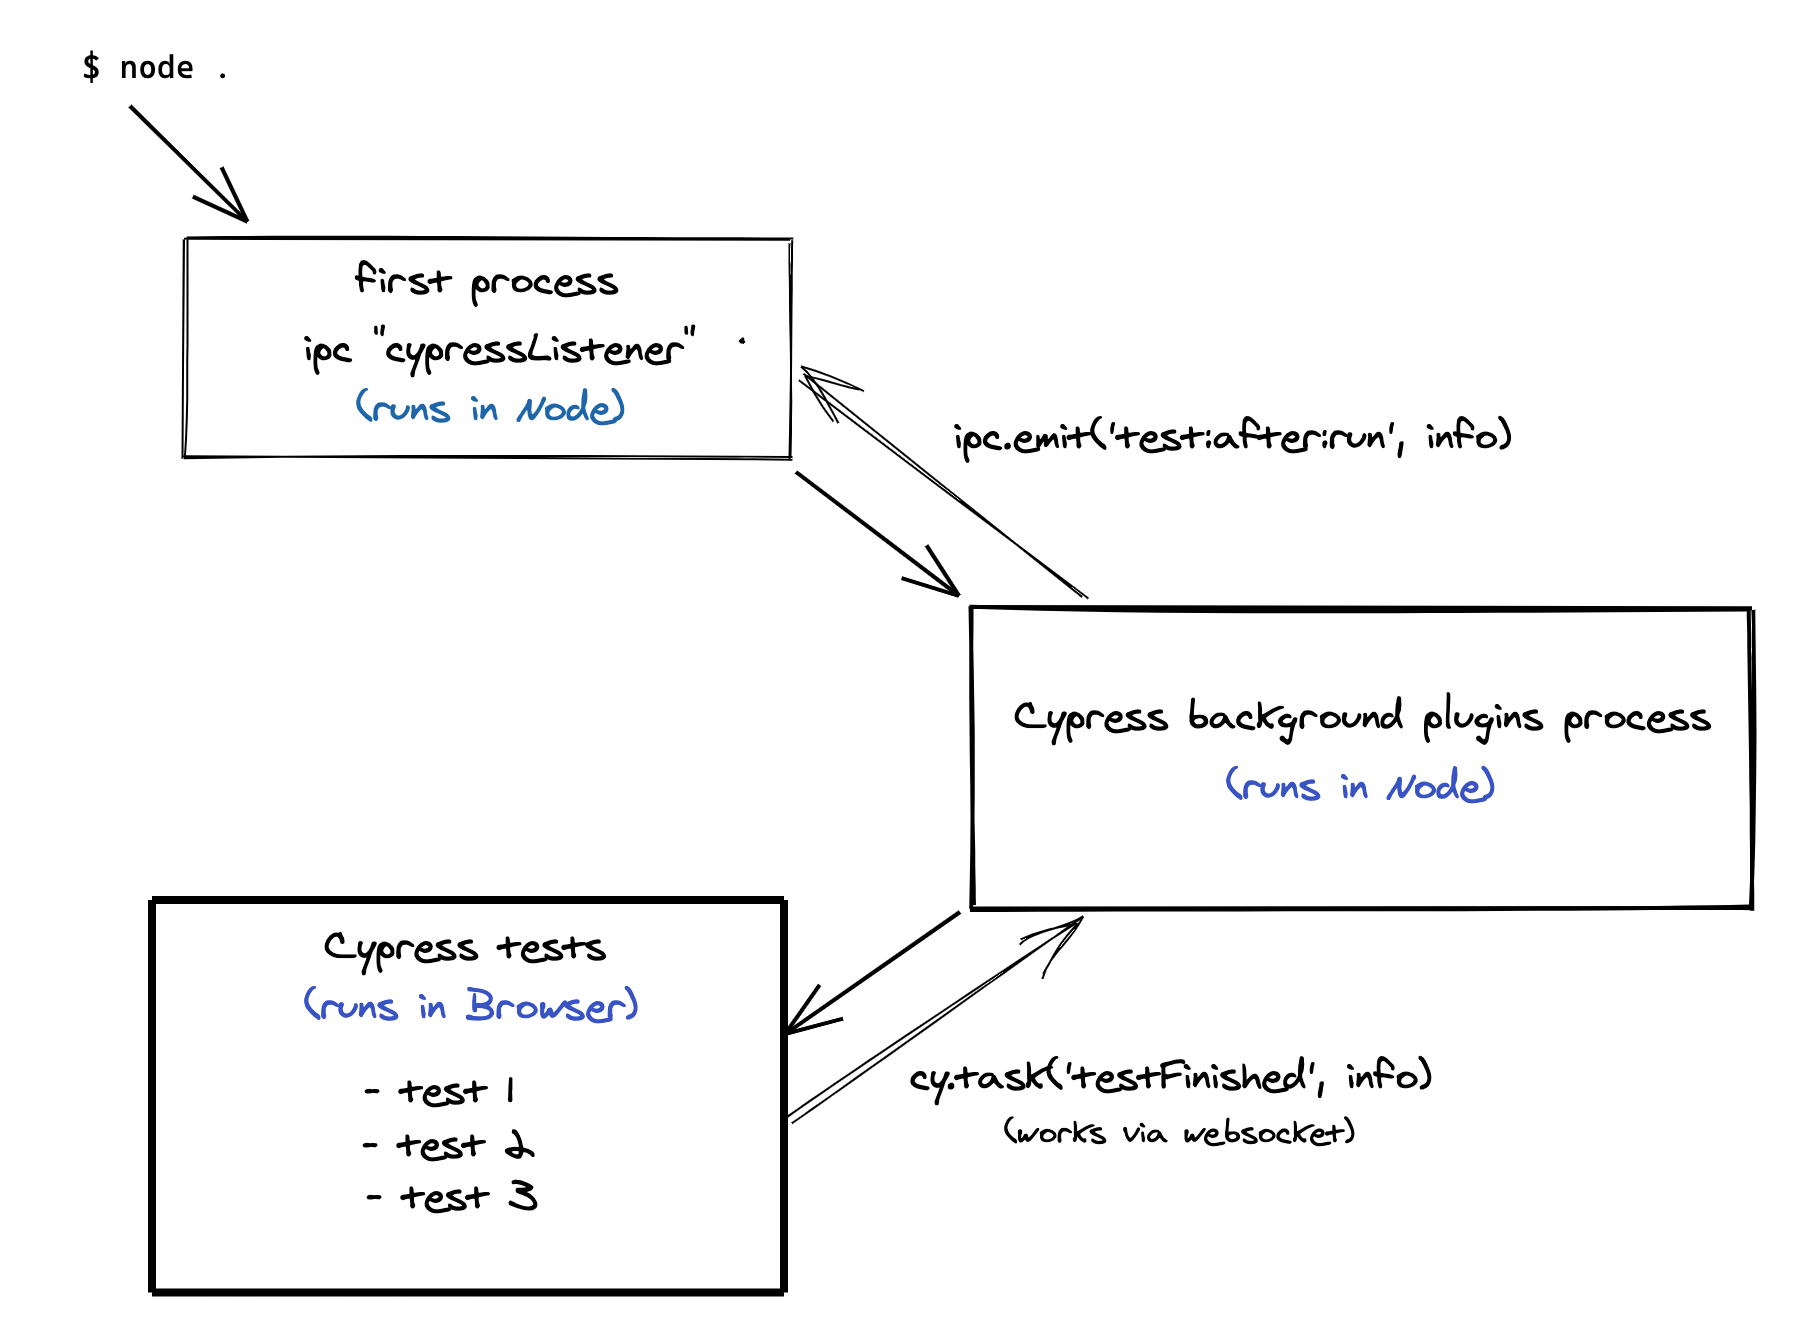 $ node .
first process
ipc "cypressListener"
(runs in Node)
ipc.emit('test:after:run', info)
Cypress background plugins process
(runs in Node)
Cypress tests
(runs in Browser)
- test 1
- test 2
- test 3
cy.task('testFinished', info)
(works via websocket)